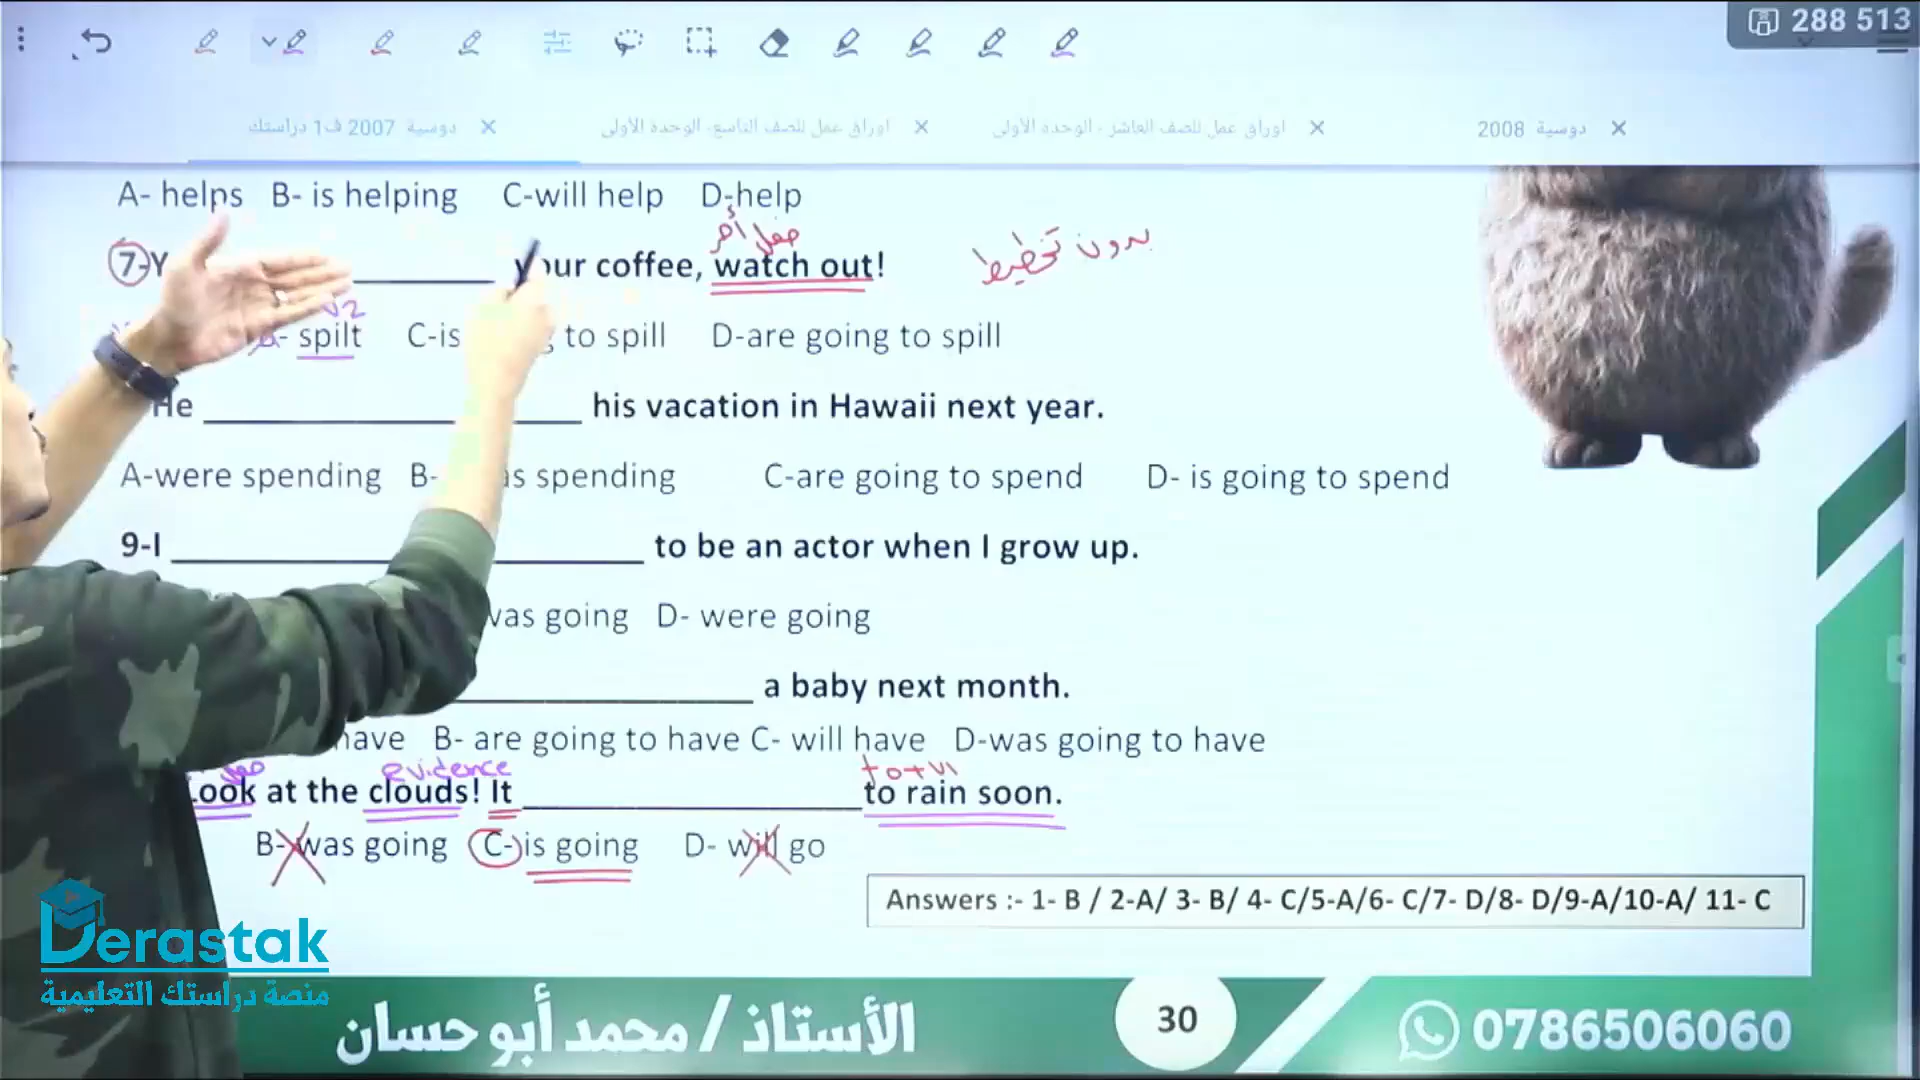 288 513
دوسية 2007 ف1 دراستك
اوراق عمل للصف التاسع، الوحدة الأولى
اوراق عمل للصف العاشر ، الوحدة الأولى
دوسية 2008
A- helps B- is helping C-will help D-help
فعل أمر
بدون تخطيط
7-Y your coffee, watch out!
v2
spilt C-is to spill D-are going to spill
He his vacation in Hawaii next year.
A-were spending B- spending C-are going to spend D- is going to spend
9-I to be an actor when I grow up.
was going D- were going
a baby next month.
have B- are going to have C- will have D-was going to have
فعل evidence to+v1
Look at the clouds! It to rain soon.
B- was going C- is going D- will go
Answers :- 1- B / 2-A/ 3- B/ 4- C/5-A/6- C/7- D/8- D/9-A/10-A/ 11- C
Derastak
منصة دراستك التعليمية
الأستاذ / محمد أبو حسان
30
0786506060